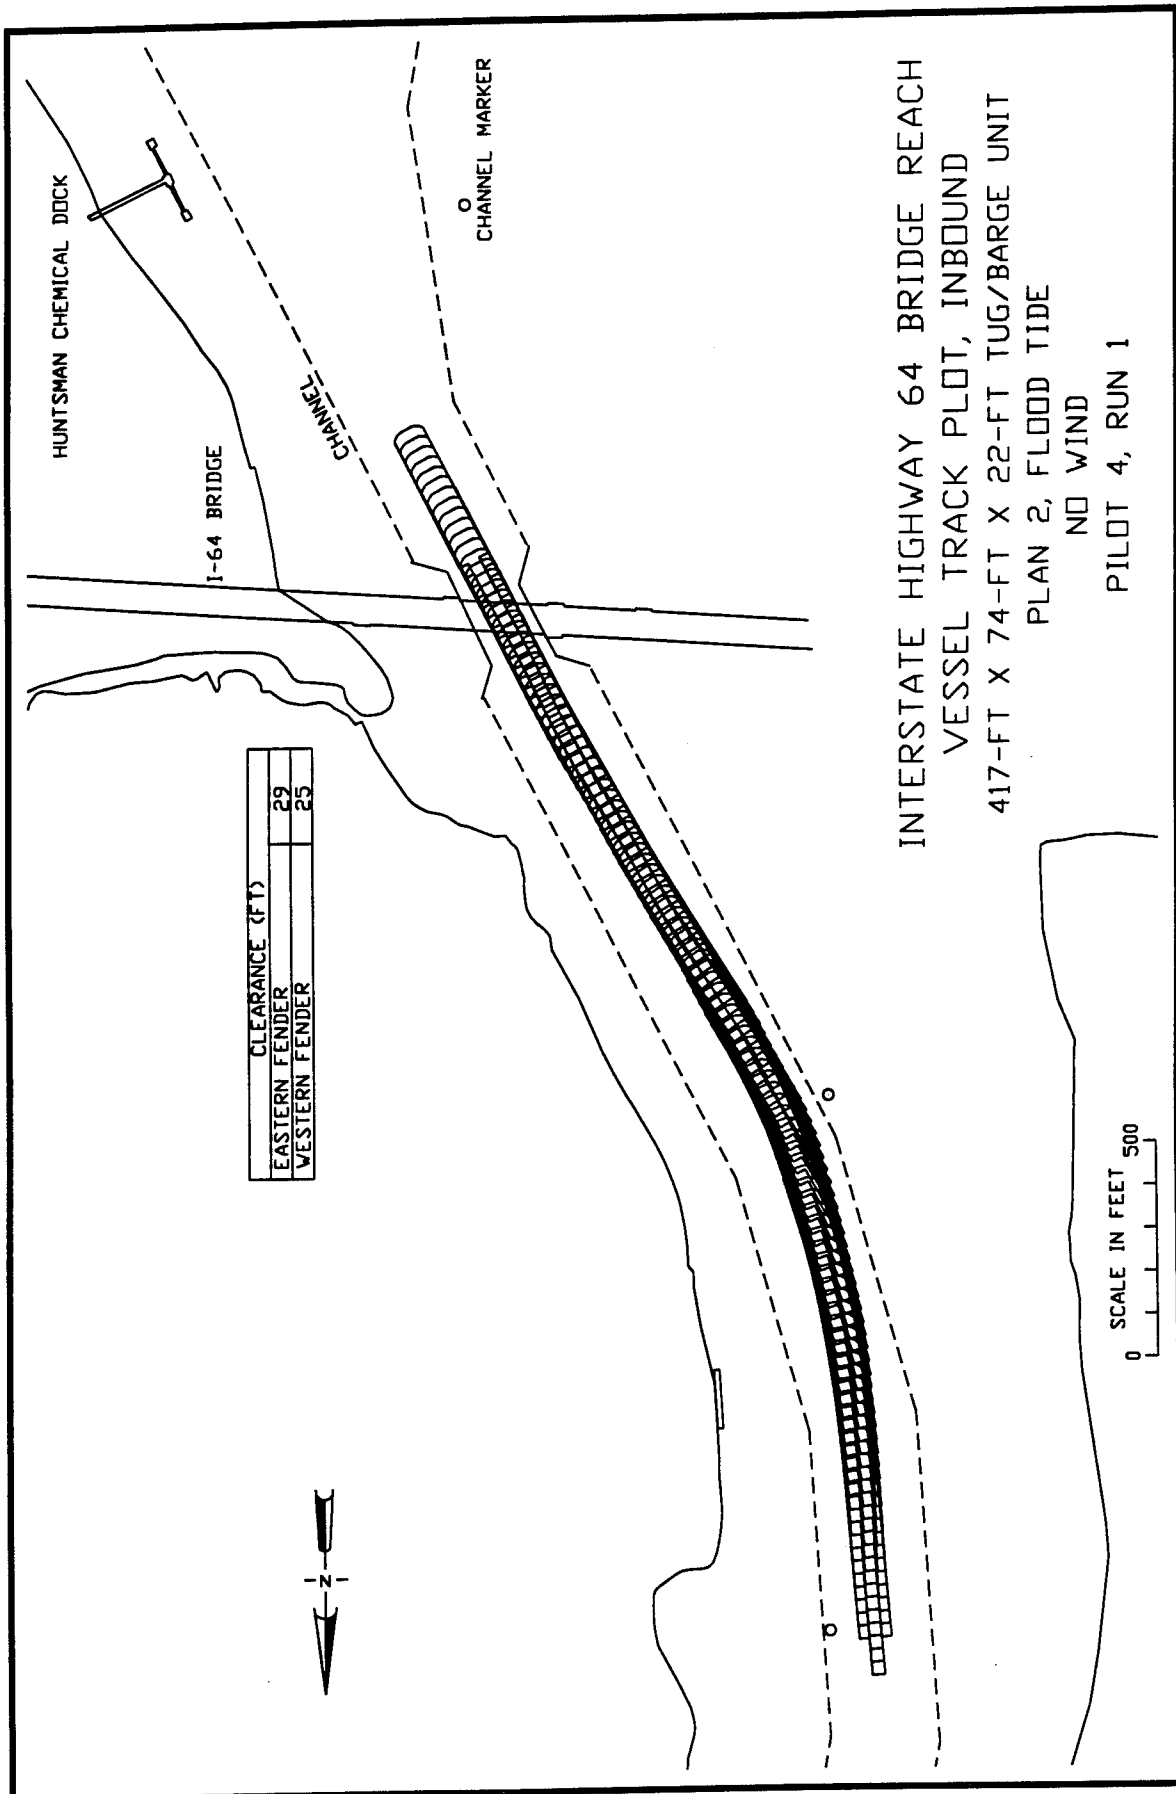 HUNTSMAN CHEMICAL DOCK
CHANNEL MARKER
I-64 BRIDGE
CHANNEL
CLEARANCE (FT)
EASTERN FENDER 29
WESTERN FENDER 25
-N-
INTERSTATE HIGHWAY 64 BRIDGE REACH
VESSEL TRACK PLOT, INBOUND
417-FT X 74-FT X 22-FT TUG/BARGE UNIT
PLAN 2, FLOOD TIDE
NO WIND
PILOT 4, RUN 1
SCALE IN FEET
0 500